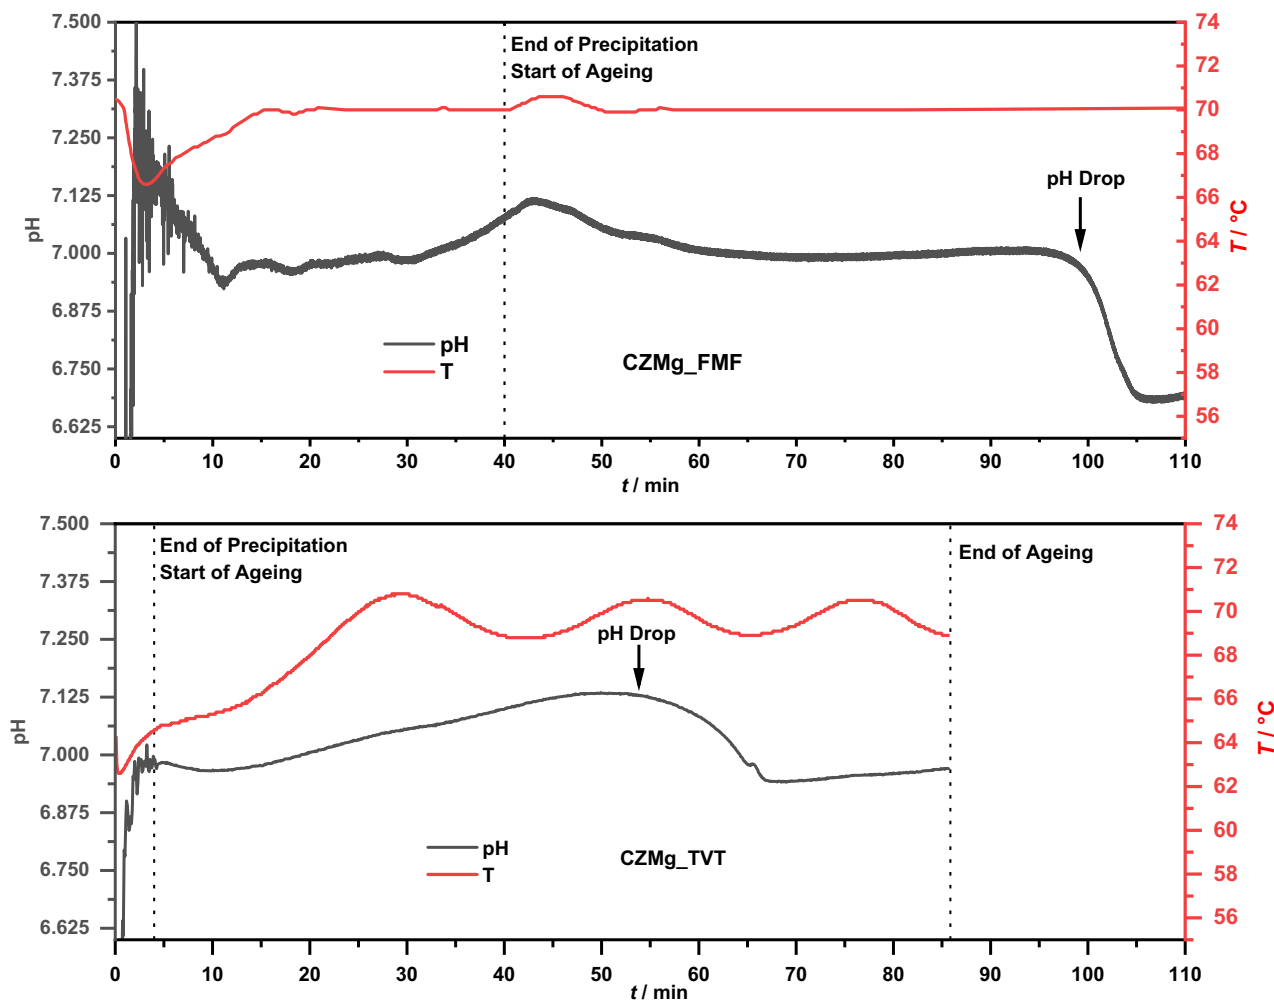 7.500
7.375
7.250
7.125
7.000
6.875
6.750
6.625
pH
End of Precipitation
Start of Ageing
pH Drop
pH
T
CZMg_FMF
74
72
70
68
66
64
62
60
58
56
T / °C
0 10 20 30 40 50 60 70 80 90 100 110
t / min
7.500
7.375
7.250
7.125
7.000
6.875
6.750
6.625
pH
End of Precipitation
Start of Ageing
End of Ageing
pH Drop
pH
T
CZMg_TVT
74
72
70
68
66
64
62
60
58
56
T / °C
0 10 20 30 40 50 60 70 80 90 100 110
t / min